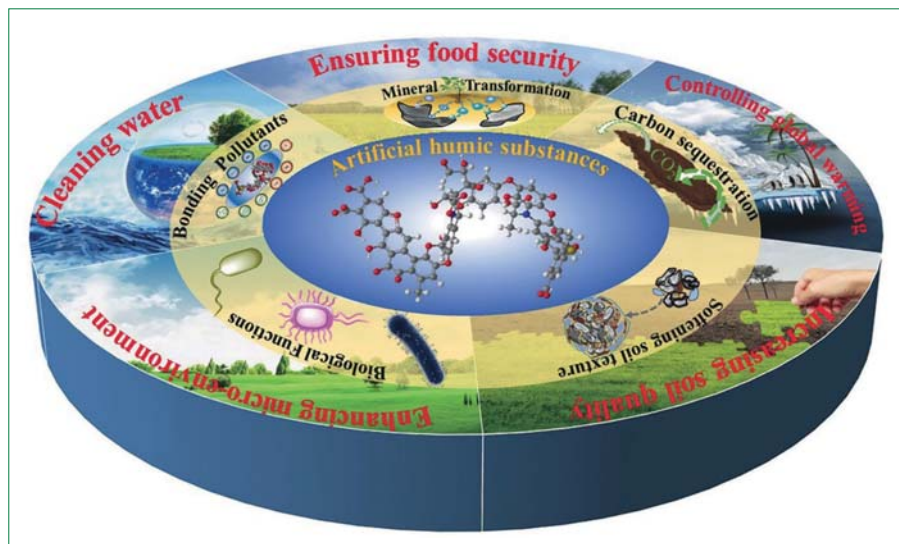 Ensuring food security
Mineral Transformation
Controlling global warming
Carbon sequestration
CO₂
Increasing soil quality
Softening soil texture
Enhancing micro-environment
Biological Functions
Cleaning water
Bonding Pollutants
Artificial humic substances